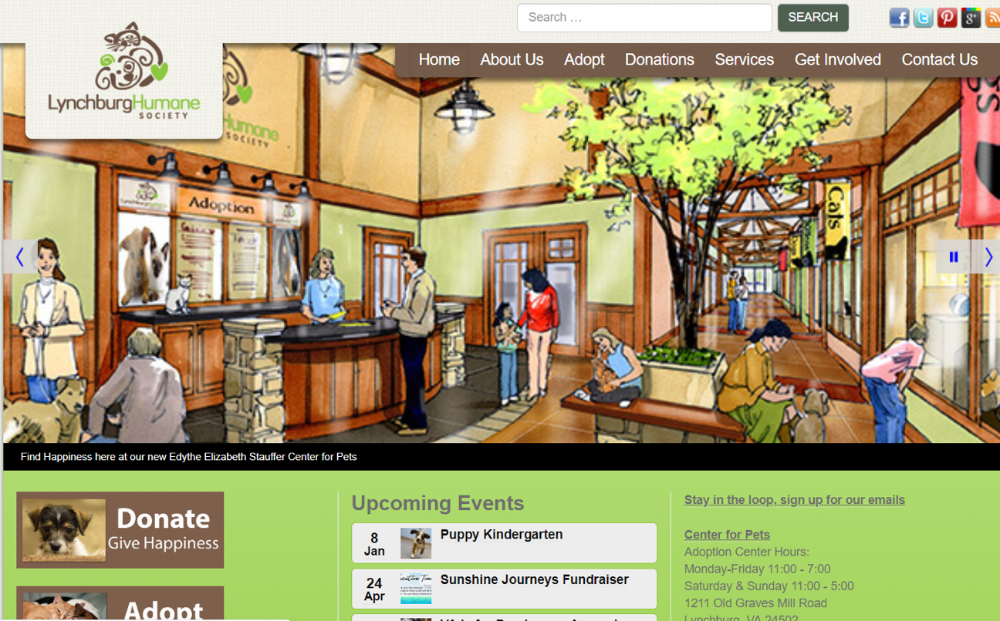 Search …
SEARCH
Home About Us Adopt Donations Services Get Involved Contact Us
LynchburgHumane
SOCIETY
Humane
SOCIETY
Adoption
Cats
Find Happiness here at our new Edythe Elizabeth Stauffer Center for Pets
Donate
Give Happiness
Adopt
Upcoming Events
8
Jan
Puppy Kindergarten
24
Apr
Sunshine Journeys Fundraiser
Stay in the loop, sign up for our emails
Center for Pets
Adoption Center Hours:
Monday-Friday 11:00 - 7:00
Saturday & Sunday 11:00 - 5:00
1211 Old Graves Mill Road
Lynchburg, VA 24502